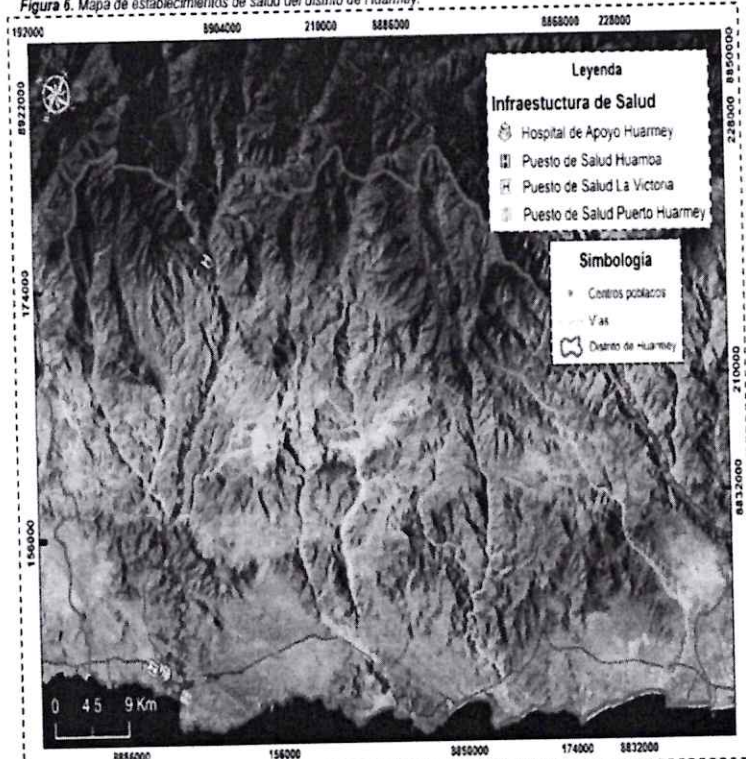 Figura 6. Mapa de establecimientos de salud del distrito de Huarmey.
192000 8904000 210000 8886000 8868000 228000
8922000
8850000
228000
Leyenda
Infraestuctura de Salud
Hospital de Apoyo Huarmey
H Puesto de Salud Huamba
H Puesto de Salud La Victoria
Puesto de Salud Puerto Huarmey
Simbología
Centros poblados
Vías
Distrito de Huarmey
H
174000
210000
8832000
156000
0 4.5 9 Km
8886000 156000 8850000 174000 8832000